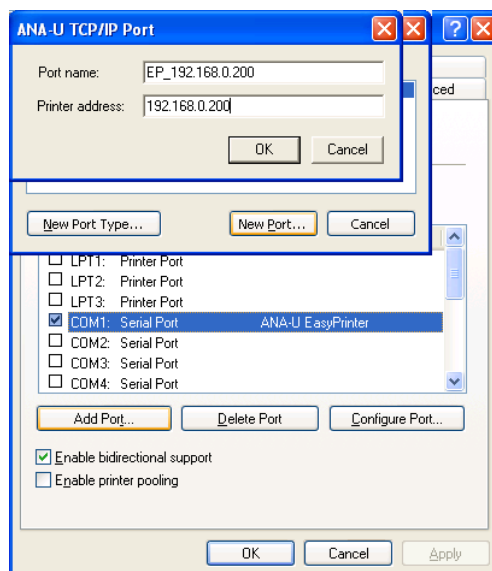 ANA-U TCP/IP Port
Port name: EP_192.168.0.200
Printer address: 192.168.0.200
OK Cancel
ced
New Port Type... New Port... Cancel
LPT1: Printer Port
LPT2: Printer Port
LPT3: Printer Port
COM1: Serial Port ANA-U EasyPrinter
COM2: Serial Port
COM3: Serial Port
COM4: Serial Port
Add Port... Delete Port Configure Port...
Enable bidirectional support
Enable printer pooling
OK Cancel Apply